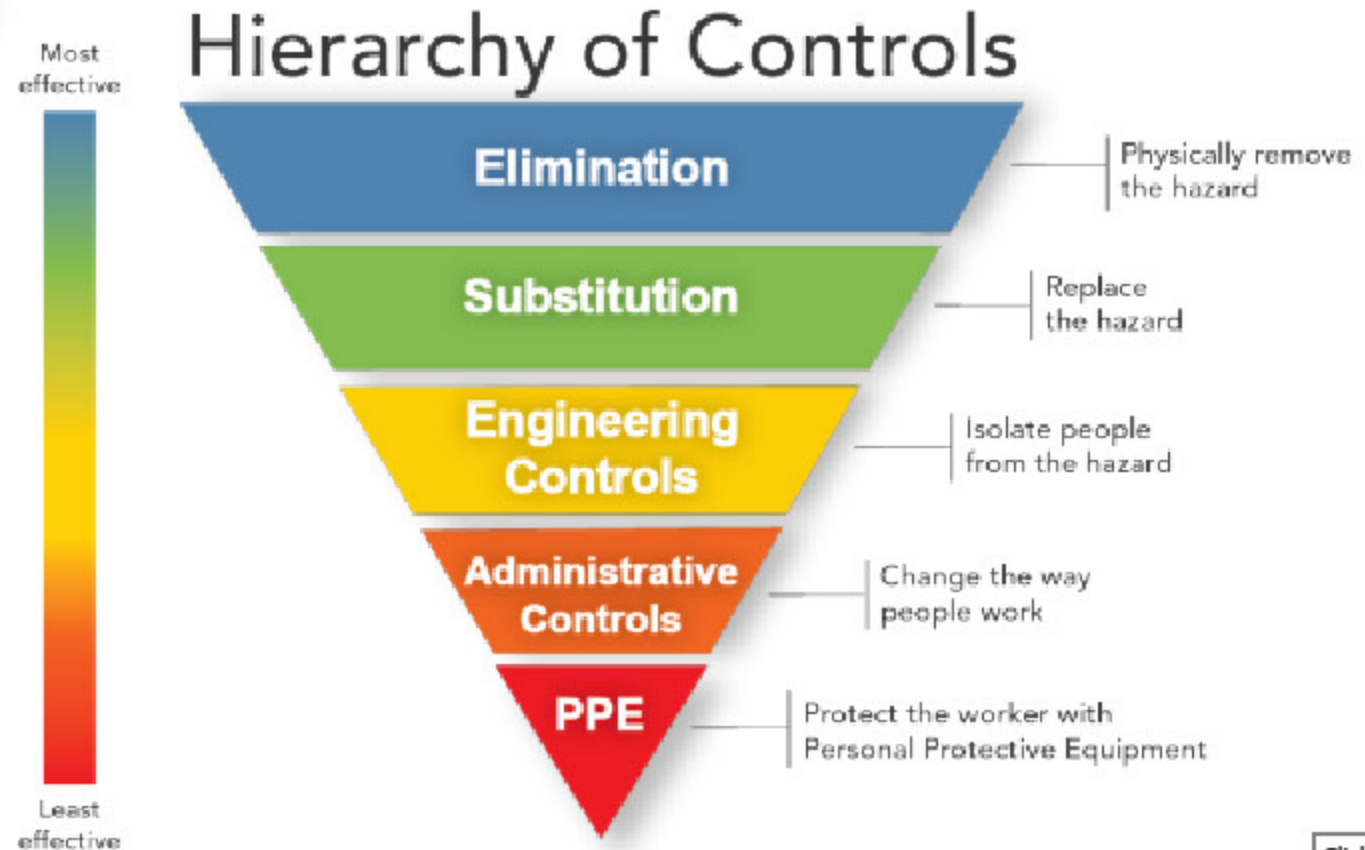 Hierarchy of Controls
Most
effective
Elimination
Physically remove
the hazard
Substitution
Replace
the hazard
Engineering
Controls
Isolate people
from the hazard
Administrative
Controls
Change the way
people work
PPE
Protect the worker with
Personal Protective Equipment
Least
effective